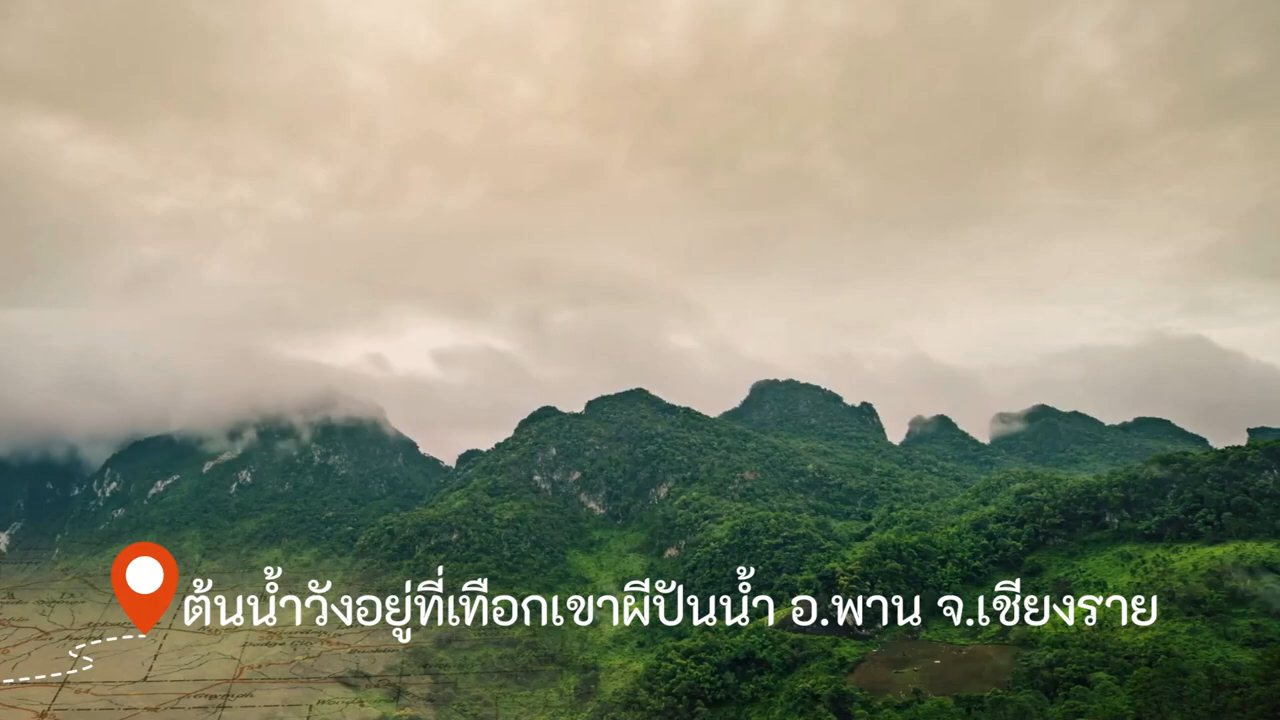 ต้นน้ำวังอยู่ที่เทือกเขาผีปันน้ำ อ.พาน จ.เชียงราย